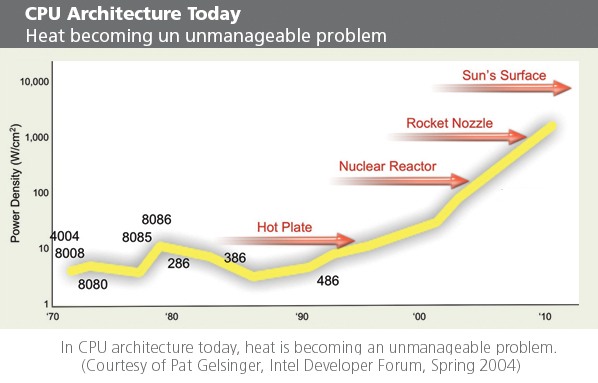 CPU Architecture Today
Heat becoming un unmanageable problem
Sun's Surface
10,000
Rocket Nozzle
1,000
Nuclear Reactor
Power Density (W/cm²)
100
8086
Hot Plate
4004
8085
10
8008
386
286
486
8080
1
'70
'80
'90
'00
'10
In CPU architecture today, heat is becoming an unmanageable problem.
(Courtesy of Pat Gelsinger, Intel Developer Forum, Spring 2004)